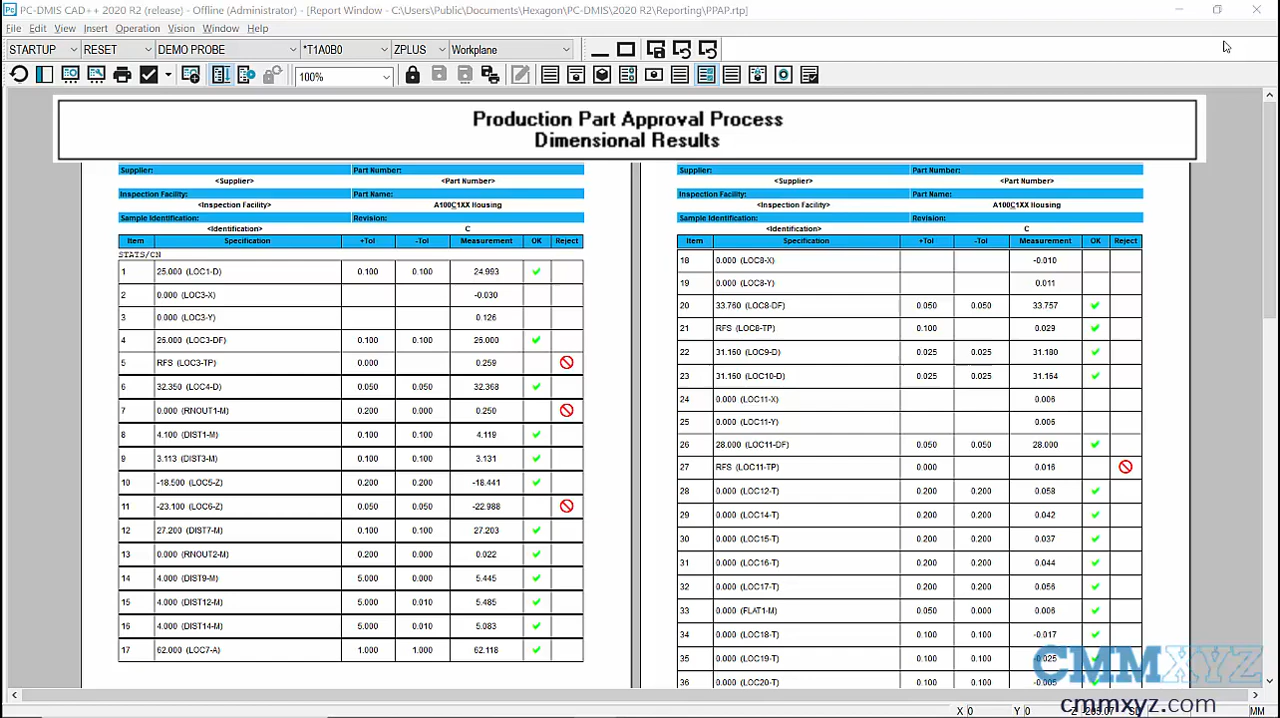 PC-DMIS CAD++ 2020 R2 (release) - Offline (Administrator) - [Report Window - C:\Users\Public\Documents\Hexagon\PC-DMIS\2020 R2\Reporting\PPAP.rtp]
File Edit View Insert Operation Vision Window Help
STARTUP RESET DEMO PROBE *T1A0B0 ZPLUS Workplane
100%
Production Part Approval Process
Dimensional Results
Supplier: Part Number:
<Supplier> <Part Number>
Inspection Facility: Part Name:
<Inspection Facility> A100C1XX Housing
Sample Identification: Revision:
<Identification> C
Item Specification +Tol -Tol Measurement OK Reject
STATS/CN
1 25.000 (LOC1-D) 0.100 0.100 24.993
2 0.000 (LOC3-X) -0.030
3 0.000 (LOC3-Y) 0.126
4 25.000 (LOC3-DF) 0.100 0.100 25.000
5 RFS (LOC3-TP) 0.000 0.259
6 32.350 (LOC4-D) 0.050 0.050 32.368
7 0.000 (RNOUT1-M) 0.200 0.000 0.250
8 4.100 (DIST1-M) 0.100 0.100 4.119
9 3.113 (DIST3-M) 0.100 0.100 3.131
10 -18.500 (LOC5-Z) 0.200 0.200 -18.441
11 -23.100 (LOC6-Z) 0.050 0.050 -22.988
12 27.200 (DIST7-M) 0.100 0.100 27.203
13 0.000 (RNOUT2-M) 0.200 0.000 0.022
14 4.000 (DIST9-M) 5.000 0.000 5.445
15 4.000 (DIST12-M) 5.000 0.010 5.485
16 4.000 (DIST14-M) 5.000 0.010 5.083
17 62.000 (LOC7-A) 1.000 1.000 62.118
Supplier: Part Number:
<Supplier> <Part Number>
Inspection Facility: Part Name:
<Inspection Facility> A100C1XX Housing
Sample Identification: Revision:
<Identification> C
Item Specification +Tol -Tol Measurement OK Reject
18 0.000 (LOC8-X) -0.010
19 0.000 (LOC8-Y) 0.011
20 33.760 (LOC8-DF) 0.050 0.050 33.757
21 RFS (LOC8-TP) 0.100 0.029
22 31.160 (LOC9-D) 0.025 0.025 31.180
23 31.160 (LOC10-D) 0.025 0.025 31.164
24 0.000 (LOC11-X) 0.006
25 0.000 (LOC11-Y) 0.006
26 28.000 (LOC11-DF) 0.050 0.050 28.000
27 RFS (LOC11-TP) 0.000 0.016
28 0.000 (LOC12-T) 0.200 0.200 0.058
29 0.000 (LOC14-T) 0.200 0.200 0.042
30 0.000 (LOC15-T) 0.200 0.200 0.037
31 0.000 (LOC16-T) 0.200 0.200 0.044
32 0.000 (LOC17-T) 0.200 0.200 0.056
33 0.000 (FLAT1-M) 0.050 0.000 0.006
34 0.000 (LOC18-T) 0.100 0.100 -0.017
35 0.000 (LOC19-T) 0.100 0.100 -0.025
36 0.000 (LOC20-T) 0.100 0.100 -0.005
CMMXYZ
cmmxyz.com
X 0 Y 0 Z MM